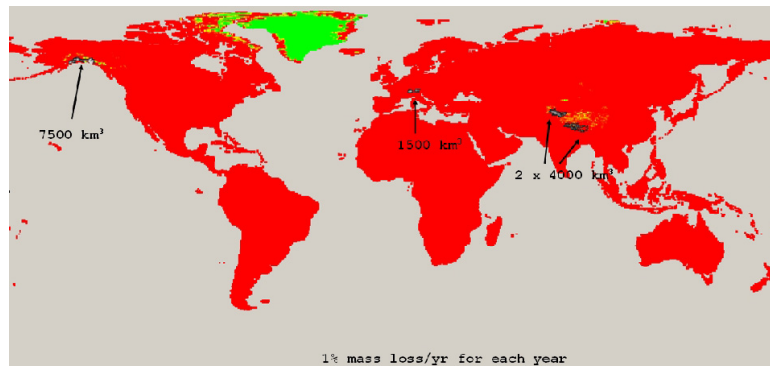 7500 km³
1500 km³
2 x 4000 km³
1% mass loss/yr for each year